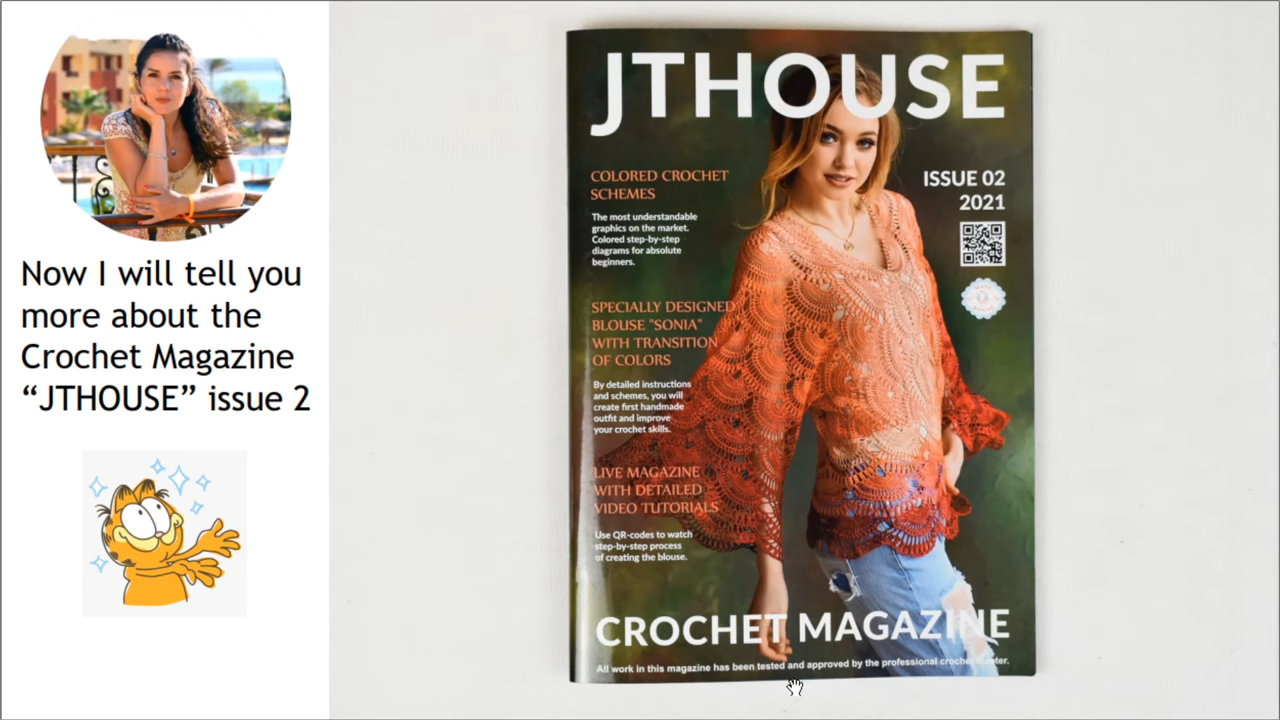 Now I will tell you
more about the
Crochet Magazine
“JTHOUSE” issue 2
JTHOUSE
COLORED CROCHET
SCHEMES
The most understandable
graphics on the market.
Colored step-by-step
diagrams for absolute
beginners.
ISSUE 02
2021
SPECIALLY DESIGNED
BLOUSE "SONIA"
WITH TRANSITION
OF COLORS
By detailed instructions
and schemes, you will
create first handmade
outfit and improve
your crochet skills.
LIVE MAGAZINE
WITH DETAILED
VIDEO TUTORIALS
Use QR-codes to watch
step-by-step process
of creating the blouse.
CROCHET MAGAZINE
All work in this magazine has been tested and approved by the professional crochet